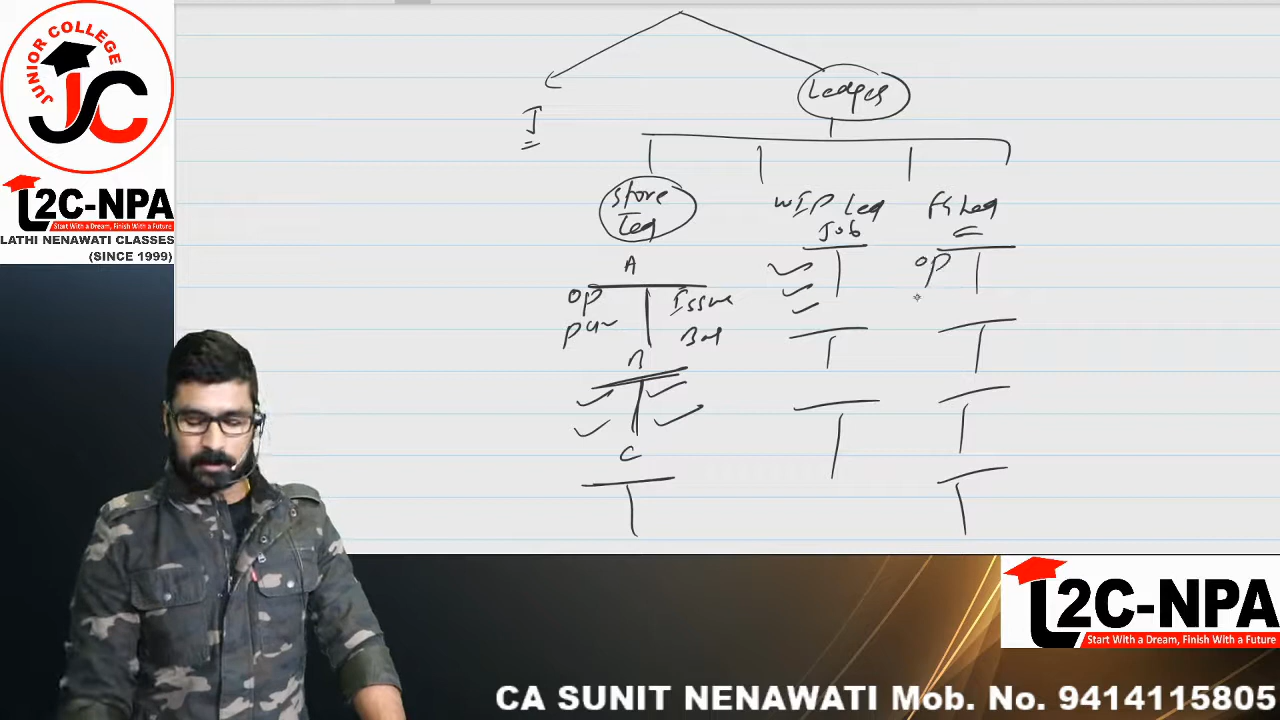 JUNIOR COLLEGE
JC
L2C-NPA
Start With a Dream, Finish With a Future
LATHI NENAWATI CLASSES
(SINCE 1999)
J
Ledger
Store
Led
WIP Led
Job
FG Led
C
A
OP
Issue
Pur
Bal
B
C
OP
L2C-NPA
Start With a Dream, Finish With a Future
CA SUNIT NENAWATI Mob. No. 9414115805